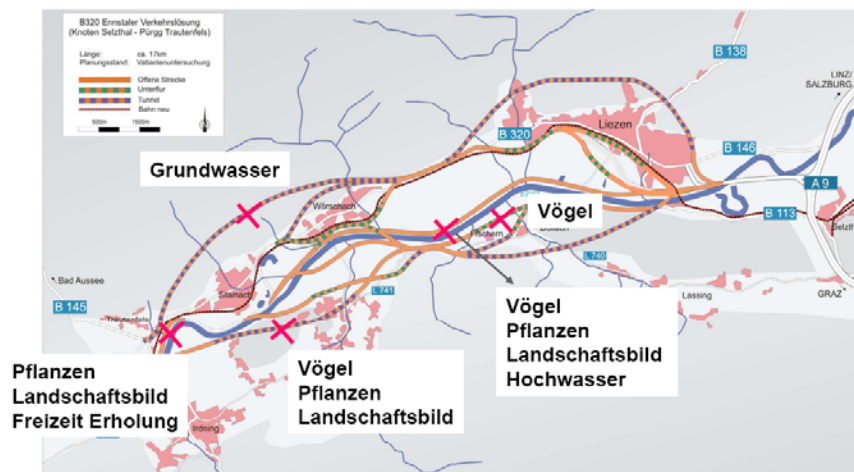 B320 Ennstaler Verkehrslösung
(Knoten Selzthal - Pürgg Trautenfels)
Länge: ca. 17km
Planungsstand: Variantenuntersuchung
Offene Strecke
Unterflur
Tunnel
Bahn neu
500m 1500m
B 138
LINZ/
SALZBURG
Liezen
B 320
B 146
A 9
B 113
Grundwasser
Wörschach
Vögel
L 740
Bad Aussee
Stainach
L 741
Lassing
GRAZ
B 145
Trautenfels
Vögel
Pflanzen
Landschaftsbild
Hochwasser
Pflanzen
Landschaftsbild
Freizeit Erholung
Vögel
Pflanzen
Landschaftsbild
Irdning